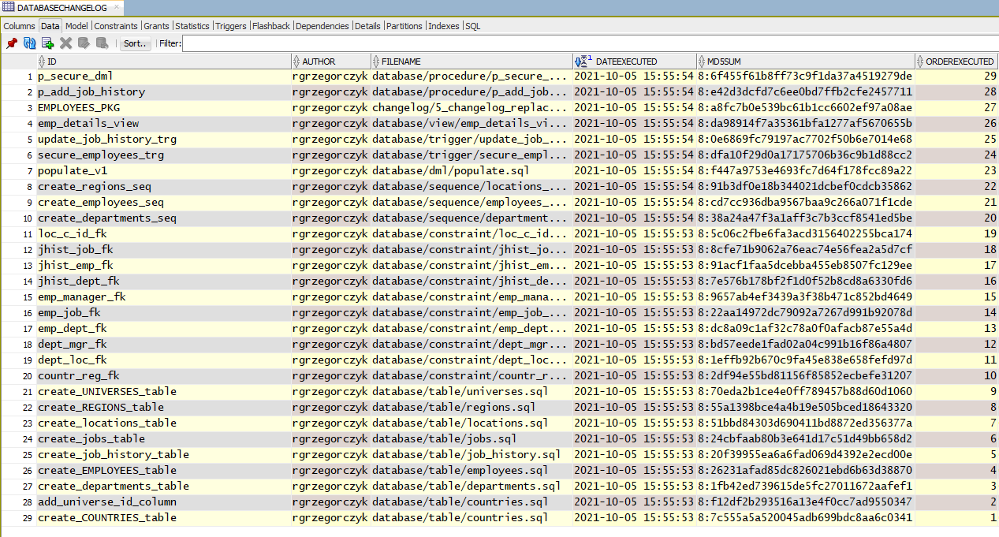 DATABASECHANGELOG
Columns Data Model Constraints Grants Statistics Triggers Flashback Dependencies Details Partitions Indexes SQL
Sort.. Filter:
ID AUTHOR FILENAME 1 DATEEXECUTED MD5SUM ORDEREXECUTED
1 p_secure_dml rgrzegorczyk database/procedure/p_secure_... 2021-10-05 15:55:54 8:6f455f61b8ff73c9f1da37a4519279de 29
2 p_add_job_history rgrzegorczyk database/procedure/p_add_job... 2021-10-05 15:55:54 8:e42d3dcfd7c6ee0bd7ffb2cfe2457711 28
3 EMPLOYEES_PKG rgrzegorczyk changelog/5_changelog_replac... 2021-10-05 15:55:54 8:a8fc7b0e539bc61b1cc6602ef97a08ae 27
4 emp_details_view rgrzegorczyk database/view/emp_details_vi... 2021-10-05 15:55:54 8:da98914f7a35361bfa1277af5670655b 26
5 update_job_history_trg rgrzegorczyk database/trigger/update_job_... 2021-10-05 15:55:54 8:0e6869fc79197ac7702f50b6e7014e68 25
6 secure_employees_trg rgrzegorczyk database/trigger/secure_empl... 2021-10-05 15:55:54 8:dfa10f29d0a17175706b36c9b1d88cc2 24
7 populate_v1 rgrzegorczyk database/dml/populate.sql 2021-10-05 15:55:54 8:f447a9753e4693fc7d64f178fcc89a22 23
8 create_regions_seq rgrzegorczyk database/sequence/locations_... 2021-10-05 15:55:54 8:91b3df0e18b344021dcbef0cdcb35862 22
9 create_employees_seq rgrzegorczyk database/sequence/employees_... 2021-10-05 15:55:54 8:cd7cc936dba9567baa9c266a071f1cde 21
10 create_departments_seq rgrzegorczyk database/sequence/department... 2021-10-05 15:55:54 8:38a24a47f3a1aff3c7b3ccf8541ed5be 20
11 loc_c_id_fk rgrzegorczyk database/constraint/loc_c_id... 2021-10-05 15:55:53 8:5c06c2fbe6fa3acd3156402255bca174 19
12 jhist_job_fk rgrzegorczyk database/constraint/jhist_jo... 2021-10-05 15:55:53 8:8cfe71b9062a76eac74e56fea2a5d7cf 18
13 jhist_emp_fk rgrzegorczyk database/constraint/jhist_em... 2021-10-05 15:55:53 8:91acf1faa5dcebba455eb8507fc129ee 17
14 jhist_dept_fk rgrzegorczyk database/constraint/jhist_de... 2021-10-05 15:55:53 8:7e576b178bf2f1d0f52b8cd8a6330fd6 16
15 emp_manager_fk rgrzegorczyk database/constraint/emp_mana... 2021-10-05 15:55:53 8:9657ab4ef3439a3f38b471c852bd4649 15
16 emp_job_fk rgrzegorczyk database/constraint/emp_job_... 2021-10-05 15:55:53 8:22aa14972dc79092a7267d991b92078d 14
17 emp_dept_fk rgrzegorczyk database/constraint/emp_dept... 2021-10-05 15:55:53 8:dc8a09c1af32c78a0f0afacb87e55a4d 13
18 dept_mgr_fk rgrzegorczyk database/constraint/dept_mgr... 2021-10-05 15:55:53 8:bd57eede1fad02a04c991b16f86a4807 12
19 dept_loc_fk rgrzegorczyk database/constraint/dept_loc... 2021-10-05 15:55:53 8:1effb92b670c9fa45e838e658fefd97d 11
20 countr_reg_fk rgrzegorczyk database/constraint/countr_r... 2021-10-05 15:55:53 8:2df94e55bd81156f85852ecbefe31207 10
21 create_UNIVERSES_table rgrzegorczyk database/table/universes.sql 2021-10-05 15:55:53 8:70eda2b1ce4e0ff789457b88d60d1060 9
22 create_REGIONS_table rgrzegorczyk database/table/regions.sql 2021-10-05 15:55:53 8:55a1398bce4a4b19e505bced18643320 8
23 create_locations_table rgrzegorczyk database/table/locations.sql 2021-10-05 15:55:53 8:51bbd84303d690411bd8872ed356377a 7
24 create_jobs_table rgrzegorczyk database/table/jobs.sql 2021-10-05 15:55:53 8:24cbfaab80b3e641d17c51d49bb658d2 6
25 create_job_history_table rgrzegorczyk database/table/job_history.sql 2021-10-05 15:55:53 8:20f39955ea6a6fad069d4392e2ecd00e 5
26 create_EMPLOYEES_table rgrzegorczyk database/table/employees.sql 2021-10-05 15:55:53 8:26231afad85dc826021ebd6b63d38870 4
27 create_departments_table rgrzegorczyk database/table/departments.sql 2021-10-05 15:55:53 8:1fb42ed739615de5fc27011672aafef1 3
28 add_universe_id_column rgrzegorczyk database/table/countries.sql 2021-10-05 15:55:53 8:f12df2b293516a13e4f0cc7ad9550347 2
29 create_COUNTRIES_table rgrzegorczyk database/table/countries.sql 2021-10-05 15:55:53 8:7c555a5a520045adb699bdc8aa6c0341 1